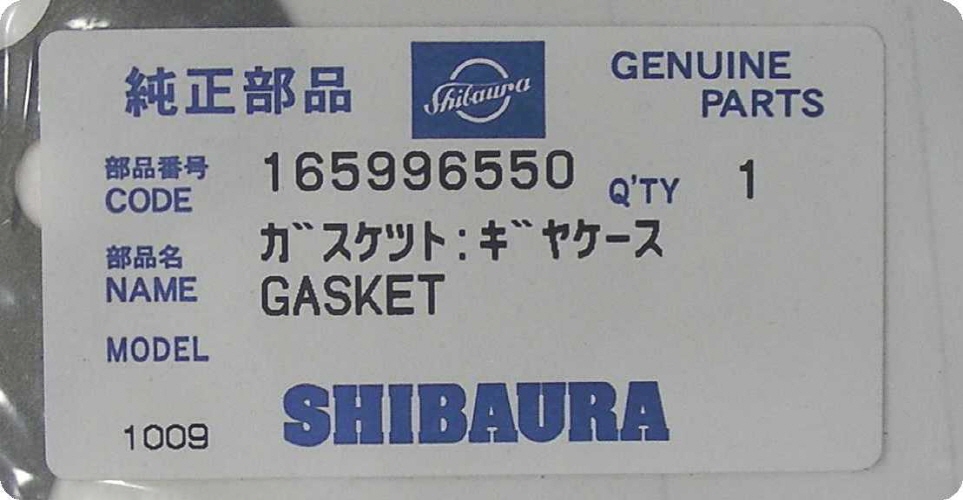 純正部品 Shibaura GENUINE PARTS
部品番号 CODE 165996550 Q'TY 1
部品名 NAME ガスケツト:ギヤケース
GASKET
MODEL
SHIBAURA
1009